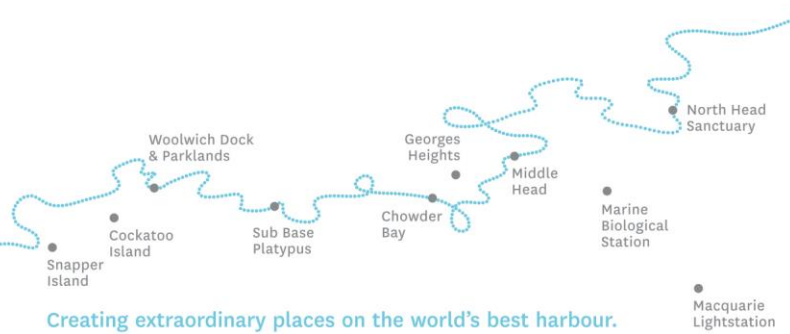 North Head
Sanctuary
Woolwich Dock
& Parklands
Georges
Heights
Middle
Head
Marine
Biological
Station
Chowder
Bay
Sub Base
Platypus
Cockatoo
Island
Snapper
Island
Macquarie
Lightstation
Creating extraordinary places on the world's best harbour.